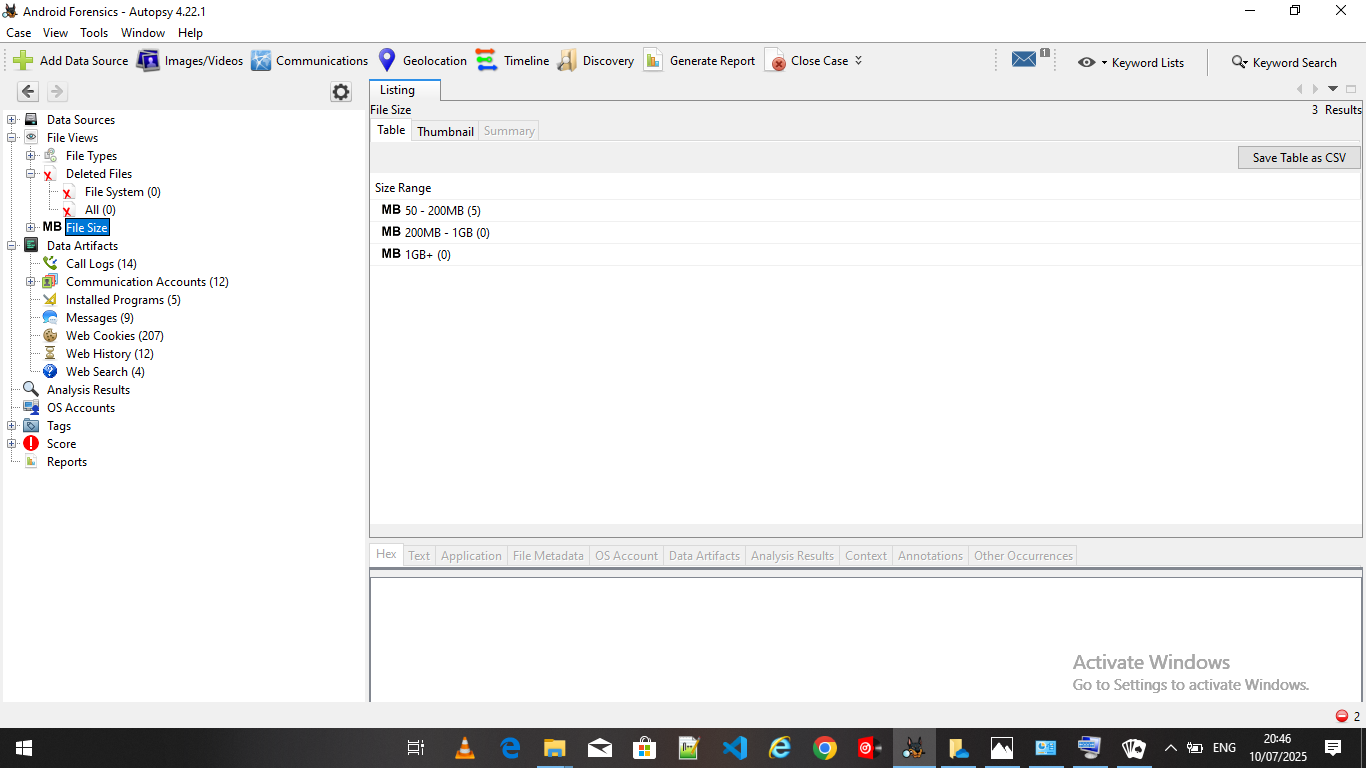 Android Forensics - Autopsy 4.22.1
Case View Tools Window Help
Add Data Source Images/Videos Communications Geolocation Timeline Discovery Generate Report Close Case 1 Keyword Lists Keyword Search
Listing
File Size 3 Results
Table Thumbnail Summary
Save Table as CSV
Size Range
MB 50 - 200MB (5)
MB 200MB - 1GB (0)
MB 1GB+ (0)
Data Sources
File Views
File Types
Deleted Files
File System (0)
All (0)
MB File Size
Data Artifacts
Call Logs (14)
Communication Accounts (12)
Installed Programs (5)
Messages (9)
Web Cookies (207)
Web History (12)
Web Search (4)
Analysis Results
OS Accounts
Tags
Score
Reports
Hex Text Application File Metadata OS Account Data Artifacts Analysis Results Context Annotations Other Occurrences
Activate Windows
Go to Settings to activate Windows.
2
ENG
20:46
10/07/2025